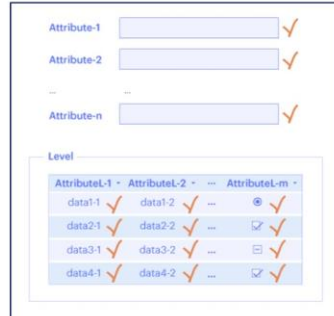 Attribute-1
Attribute-2
... ...
Attribute-n
Level
AttributeL-1 AttributeL-2 ... AttributeL-m
data1-1 data1-2 ...
data2-1 data2-2 ...
data3-1 data3-2 ...
data4-1 data4-2 ...